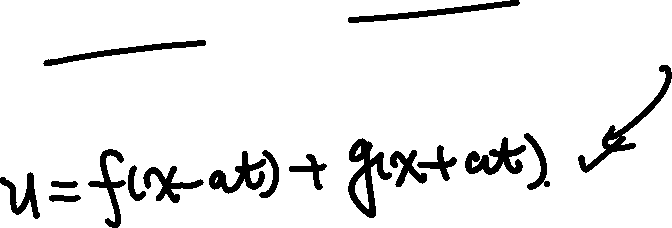 u = f(x-at) + g(x+at).